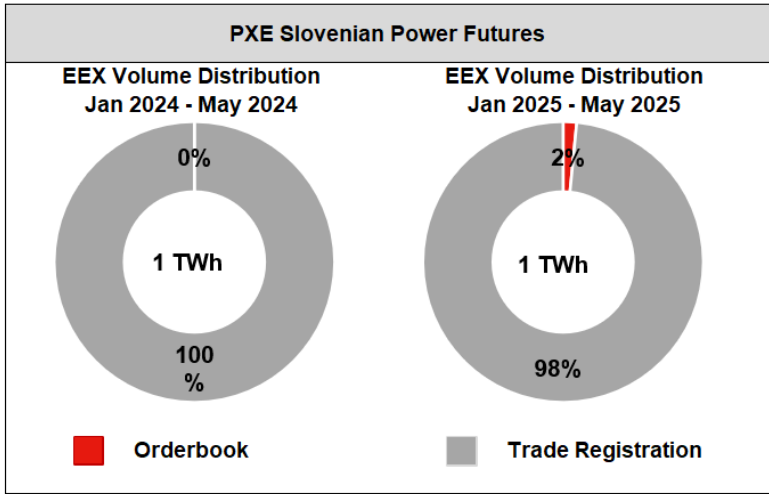 PXE Slovenian Power Futures
EEX Volume Distribution
Jan 2024 - May 2024
0%
1 TWh
100
%
EEX Volume Distribution
Jan 2025 - May 2025
2%
1 TWh
98%
Orderbook
Trade Registration